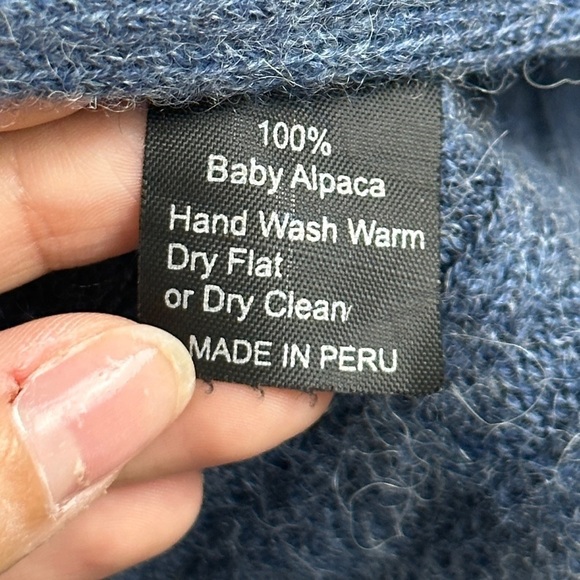 100%
Baby Alpaca
Hand Wash Warm
Dry Flat
or Dry Clean
MADE IN PERU